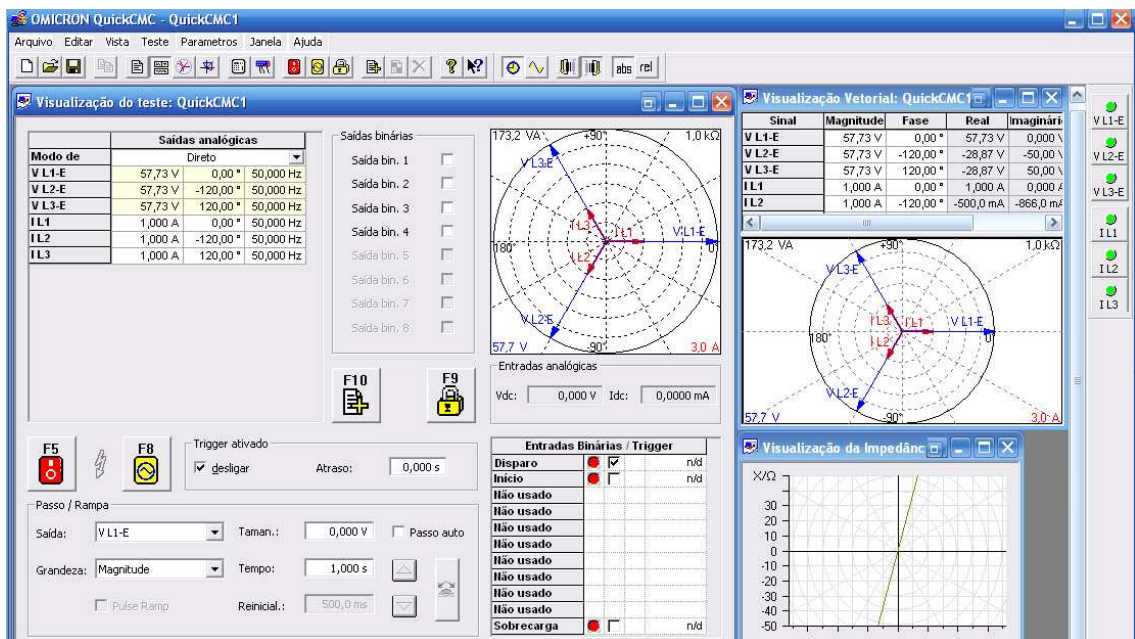 OMICRON QuickCMC - QuickCMC1
Arquivo Editar Vista Teste Parametros Janela Ajuda
abs rel
Visualização do teste: QuickCMC1
Saídas analógicas
Modo de Direto
V L1-E 57,73 V 0,00 ° 50,000 Hz
V L2-E 57,73 V -120,00 ° 50,000 Hz
V L3-E 57,73 V 120,00 ° 50,000 Hz
I L1 1,000 A 0,00 ° 50,000 Hz
I L2 1,000 A -120,00 ° 50,000 Hz
I L3 1,000 A 120,00 ° 50,000 Hz
Saídas binárias
Saída bin. 1
Saída bin. 2
Saída bin. 3
Saída bin. 4
Saída bin. 5
Saída bin. 6
Saída bin. 7
Saída bin. 8
173,2 VA +90° 1,0 kΩ
V L3-E
I L3 I L1 V L1-E
180° 0°
I L2
V L2-E
57,7 V -90° 3,0 A
F10
F9
Entradas analógicas
Vdc: 0,000 V Idc: 0,0000 mA
F5
F8
Trigger ativado
desligar Atraso: 0,000 s
Passo / Rampa
Saída: V L1-E Taman.: 0,000 V Passo auto
Grandeza: Magnitude Tempo: 1,000 s
Pulse Ramp Reinicial.: 500,0 ms
Entradas Binárias / Trigger
Disparo n/d
Início n/d
Não usado
Não usado
Não usado
Não usado
Não usado
Não usado
Não usado
Não usado
Sobrecarga n/d
Visualização Vetorial: QuickCMC1
Sinal Magnitude Fase Real Imaginári
V L1-E 57,73 V 0,00 ° 57,73 V 0,000 V
V L2-E 57,73 V -120,00 ° -28,87 V -50,00 V
V L3-E 57,73 V 120,00 ° -28,87 V 50,00 V
I L1 1,000 A 0,00 ° 1,000 A 0,000 A
I L2 1,000 A -120,00 ° -500,0 mA -866,0 mA
173,2 VA +90° 1,0 kΩ
V L3-E
I L3 I L1 V L1-E
180° 0°
I L2
V L2-E
57,7 V -90° 3,0 A
Visualização da Impedânc
X/Ω
30
20
10
0
-10
-20
-30
-40
-50
V L1-E
V L2-E
V L3-E
I L1
I L2
I L3